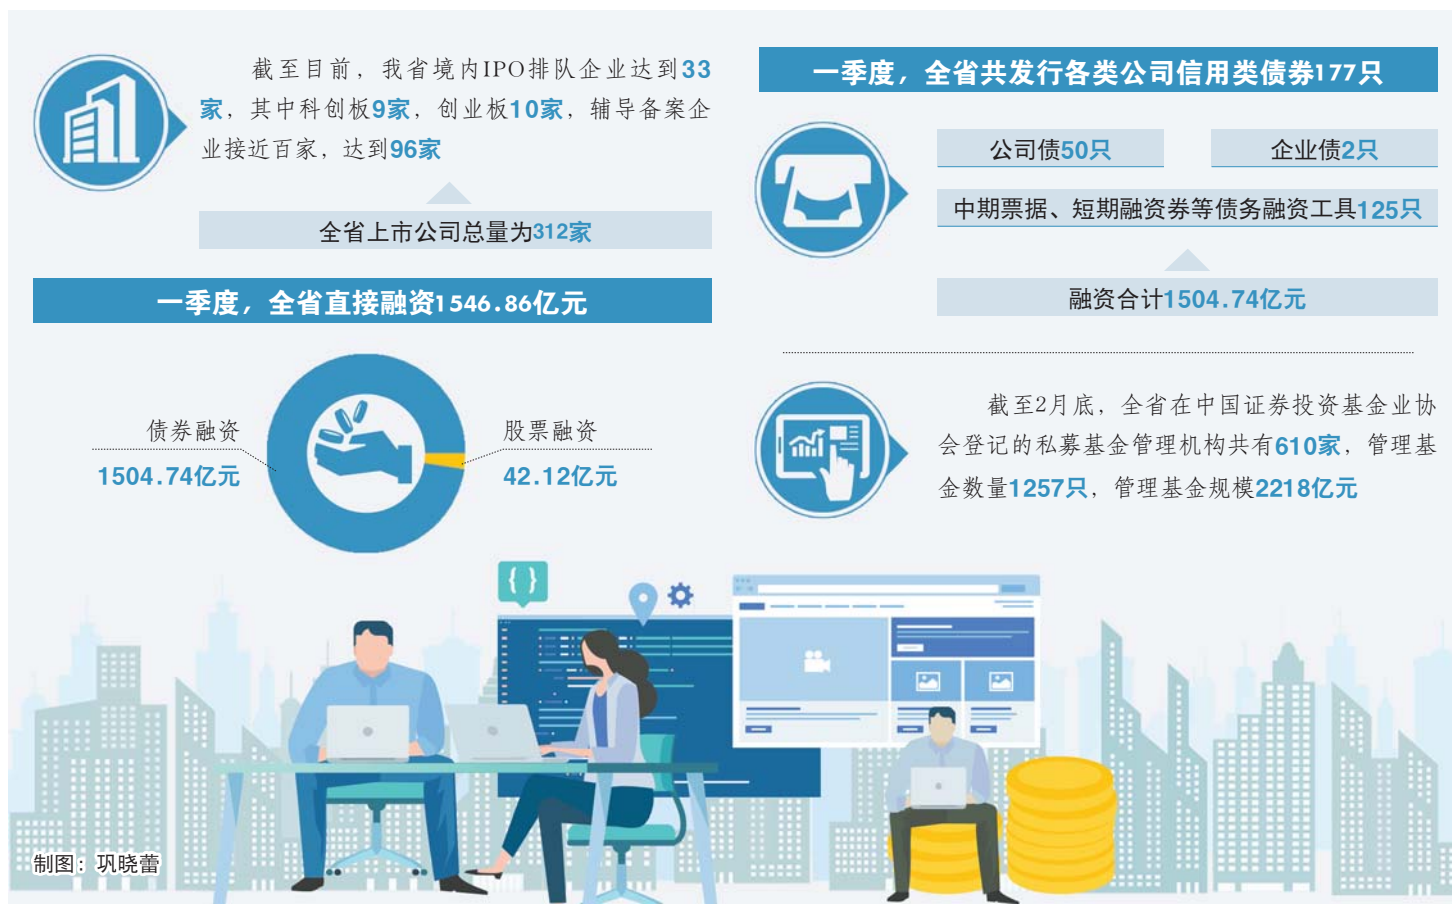 截至目前，我省境内IPO排队企业达到33
家，其中科创板9家，创业板10家，辅导备案企
业接近百家，达到96家
全省上市公司总量为312家
一季度，全省直接融资1546.86亿元
债券融资
1504.74亿元
股票融资
42.12亿元
一季度，全省共发行各类公司信用类债券177只
公司债50只
企业债2只
中期票据、短期融资券等债务融资工具125只
融资合计1504.74亿元
截至2月底，全省在中国证券投资基金业协
会登记的私募基金管理机构共有610家，管理基
金数量1257只，管理基金规模2218亿元
{ }
制图：巩晓蕾